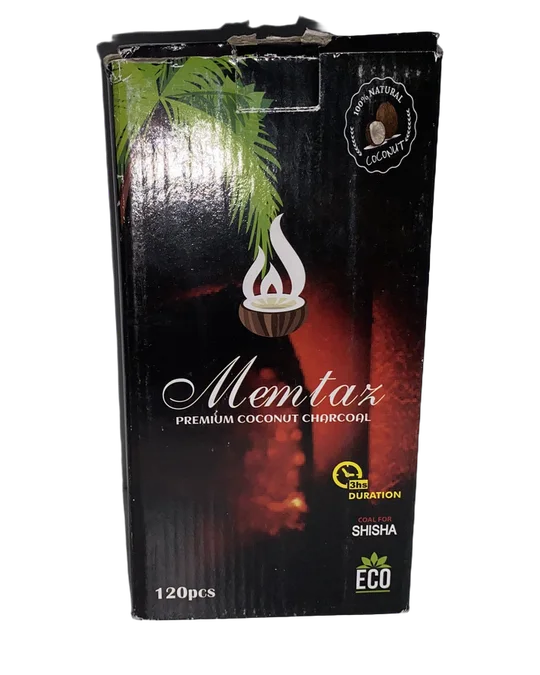 100% NATURAL
COCONUT
Memtaz
PREMIUM COCONUT CHARCOAL
3hs
DURATION
COAL FOR
SHISHA
ECO
120pcs